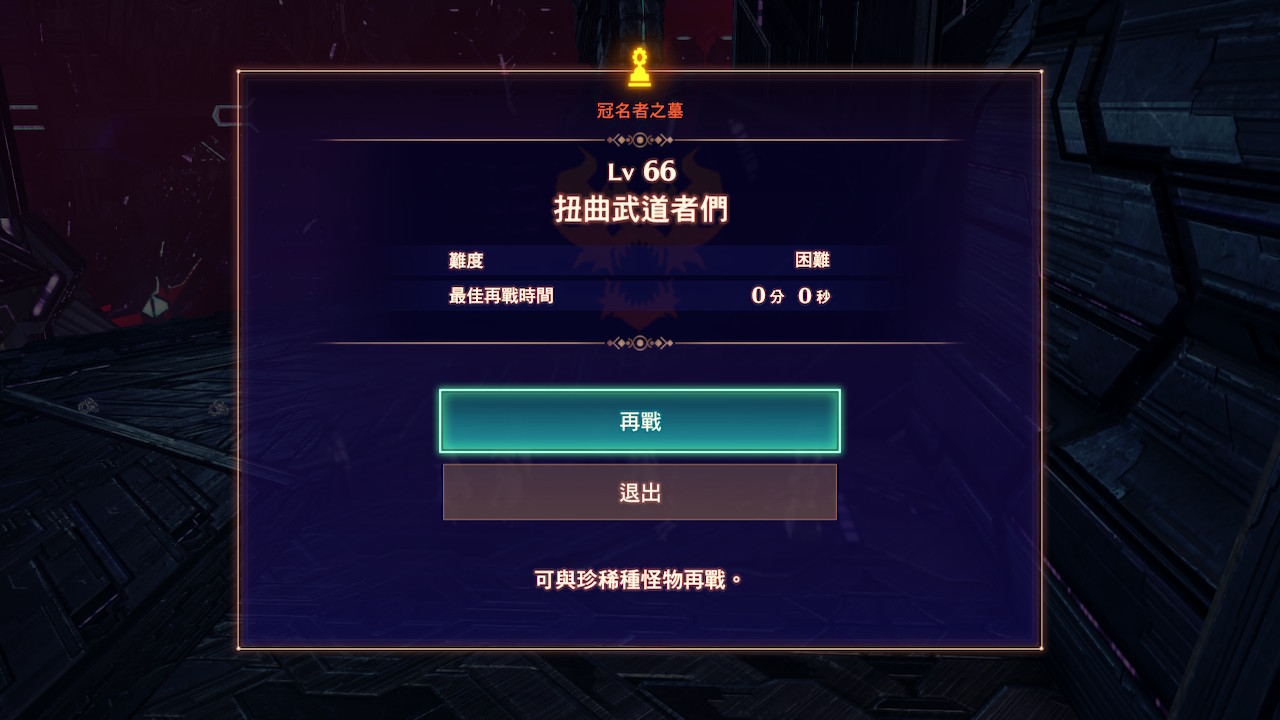 冠名者之墓
Lv 66
扭曲武道者們
難度 困難
最佳再戰時間 0分 0秒
再戰
退出
可與珍稀種怪物再戰。